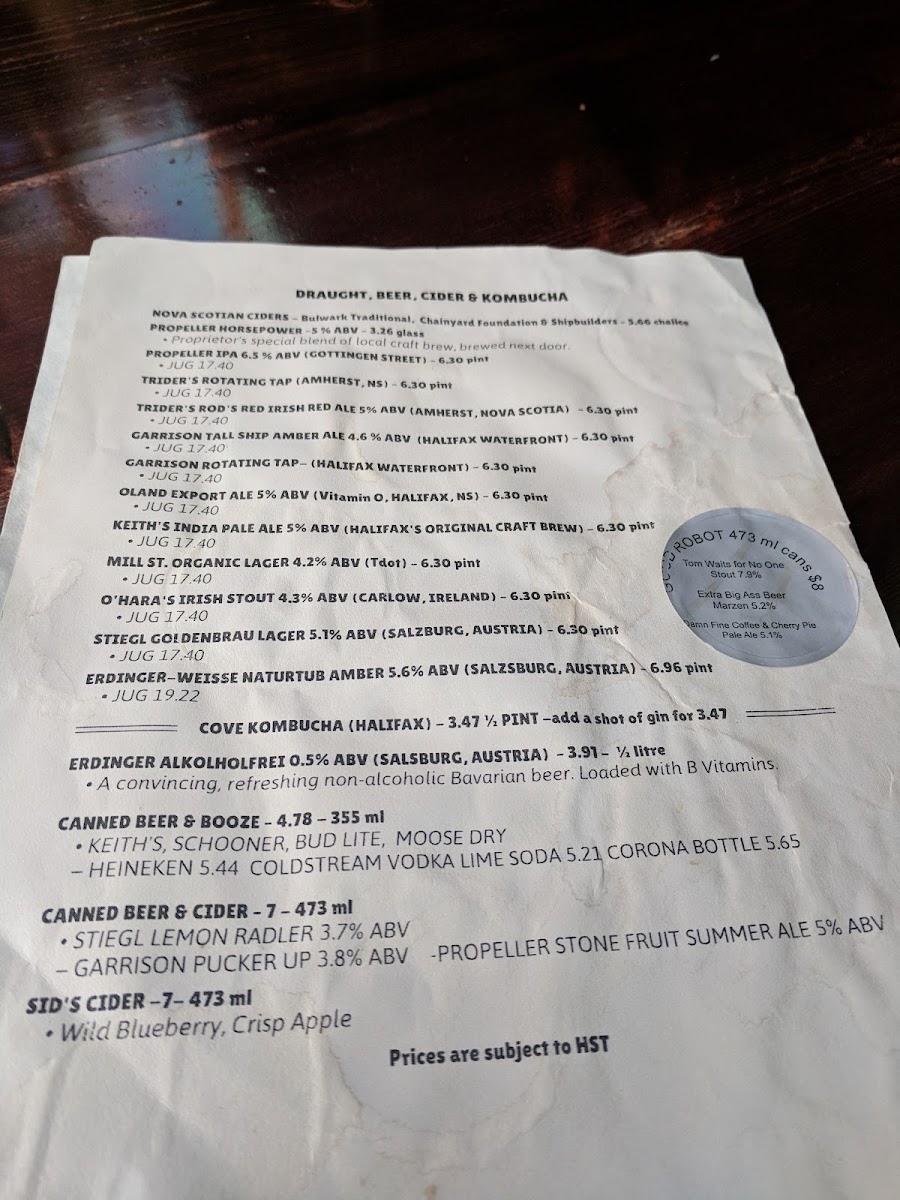 DRAUGHT, BEER, CIDER & KOMBUCHA
NOVA SCOTIAN CIDERS – Bulwark Traditional, Chainyard Foundation & Shipbuilders – 5.66 chalice
PROPELLER HORSEPOWER -5 % ABV – 3.26 glass
• Proprietor's special blend of local craft brew, brewed next door.
PROPELLER IPA 6.5 % ABV (GOTTINGEN STREET) – 6.30 pint
• JUG 17.40
TRIDER'S ROTATING TAP (AMHERST, NS) – 6.30 pint
• JUG 17.40
TRIDER'S ROD'S RED IRISH RED ALE 5% ABV (AMHERST, NOVA SCOTIA) – 6.30 pint
• JUG 17.40
GARRISON TALL SHIP AMBER ALE 4.6 % ABV (HALIFAX WATERFRONT) – 6.30 pint
• JUG 17.40
GARRISON ROTATING TAP– (HALIFAX WATERFRONT) – 6.30 pint
• JUG 17.40
OLAND EXPORT ALE 5% ABV (Vitamin O, HALIFAX, NS) – 6.30 pint
• JUG 17.40
KEITH'S INDIA PALE ALE 5% ABV (HALIFAX'S ORIGINAL CRAFT BREW) – 6.30 pint
• JUG 17.40
MILL ST. ORGANIC LAGER 4.2% ABV (Tdot) – 6.30 pint
• JUG 17.40
O'HARA'S IRISH STOUT 4.3% ABV (CARLOW, IRELAND) – 6.30 pint
• JUG 17.40
STIEGL GOLDENBRAU LAGER 5.1% ABV (SALZBURG, AUSTRIA) – 6.30 pint
• JUG 17.40
ERDINGER-WEISSE NATURTUB AMBER 5.6% ABV (SALZSBURG, AUSTRIA) – 6.96 pint
• JUG 19.22
ROBOT 473 ml cans $8
Tom Waits for No One
Stout 7.9%
Extra Big Ass Beer
Marzen 5.2%
Damn Fine Coffee & Cherry Pie
Pale Ale 5.1%
COVE KOMBUCHA (HALIFAX) – 3.47 ½ PINT –add a shot of gin for 3.47
ERDINGER ALKOLHOLFREI 0.5% ABV (SALSBURG, AUSTRIA) – 3.91 – ½ litre
• A convincing, refreshing non-alcoholic Bavarian beer. Loaded with B Vitamins.
CANNED BEER & BOOZE – 4.78 – 355 ml
• KEITH'S, SCHOONER, BUD LITE, MOOSE DRY
– HEINEKEN 5.44 COLDSTREAM VODKA LIME SODA 5.21 CORONA BOTTLE 5.65
CANNED BEER & CIDER – 7 – 473 ml
• STIEGL LEMON RADLER 3.7% ABV
– GARRISON PUCKER UP 3.8% ABV -PROPELLER STONE FRUIT SUMMER ALE 5% ABV
SID'S CIDER –7– 473 ml
• Wild Blueberry, Crisp Apple
Prices are subject to HST